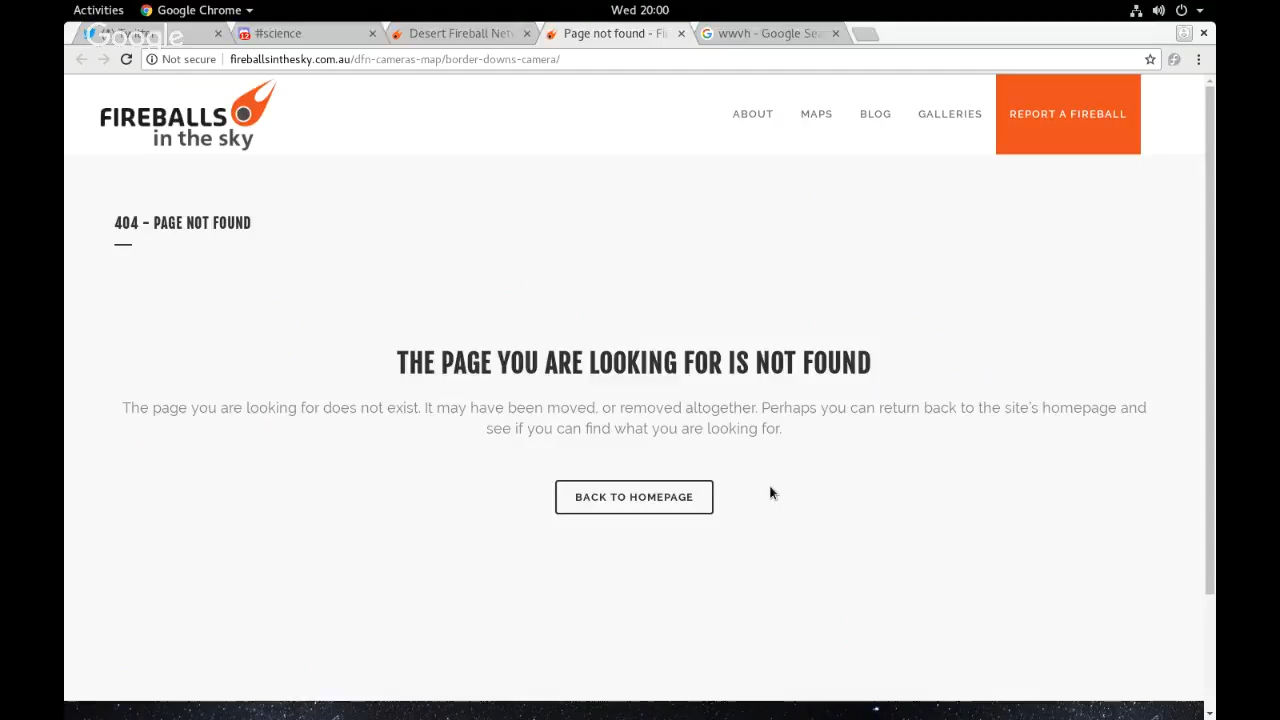 Activities Google Chrome Wed 20:00
Google
#science Desert Fireball Netw Page not found - Fi wwvh - Google Sea
Not secure fireballsinthesky.com.au/dfn-cameras-map/border-downs-camera/
FIREBALLS
in the sky
ABOUT MAPS BLOG GALLERIES REPORT A FIREBALL
404 - PAGE NOT FOUND
THE PAGE YOU ARE LOOKING FOR IS NOT FOUND
The page you are looking for does not exist. It may have been moved, or removed altogether. Perhaps you can return back to the site's homepage and
see if you can find what you are looking for.
BACK TO HOMEPAGE